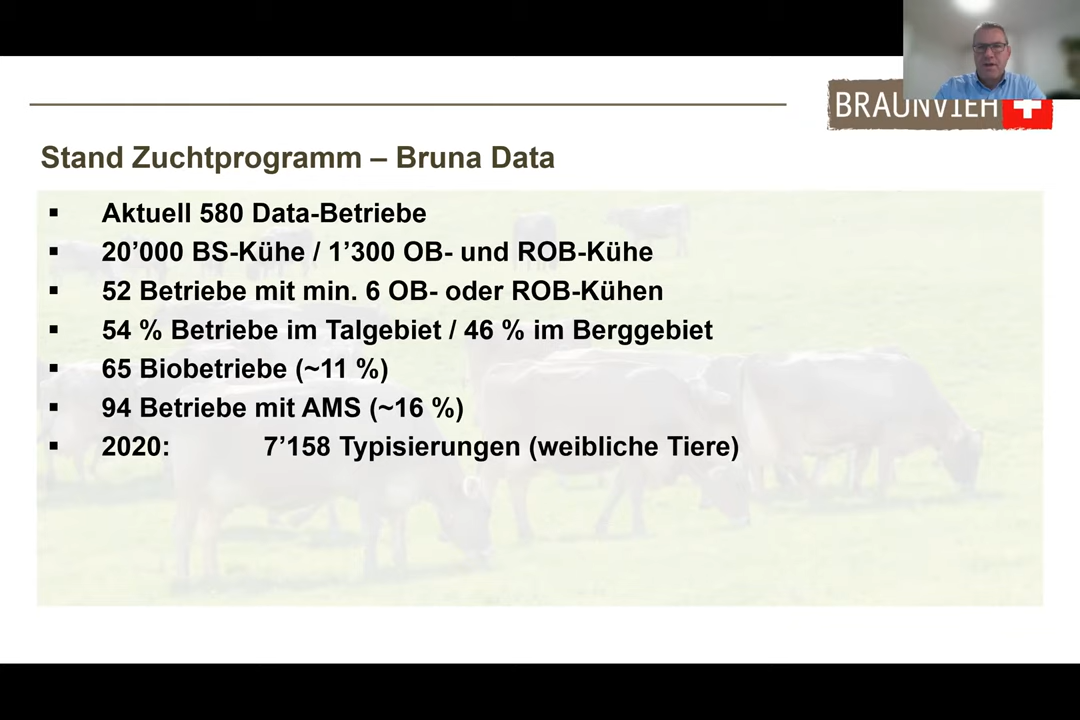 BRAUNVIEH
Stand Zuchtprogramm – Bruna Data
▪ Aktuell 580 Data-Betriebe
▪ 20’000 BS-Kühe / 1’300 OB- und ROB-Kühe
▪ 52 Betriebe mit min. 6 OB- oder ROB-Kühen
▪ 54 % Betriebe im Talgebiet / 46 % im Berggebiet
▪ 65 Biobetriebe (~11 %)
▪ 94 Betriebe mit AMS (~16 %)
▪ 2020: 7’158 Typisierungen (weibliche Tiere)